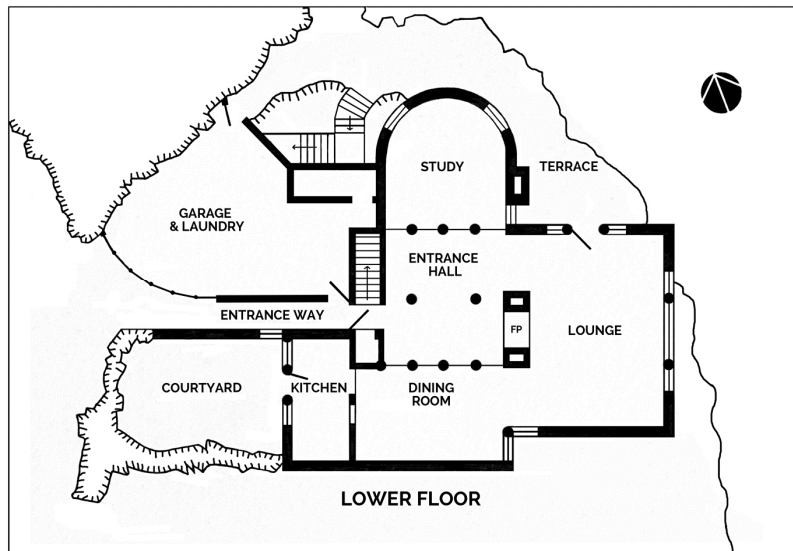 STUDY
TERRACE
GARAGE
& LAUNDRY
ENTRANCE
HALL
ENTRANCE WAY
FP
LOUNGE
COURTYARD
KITCHEN
DINING
ROOM
LOWER FLOOR